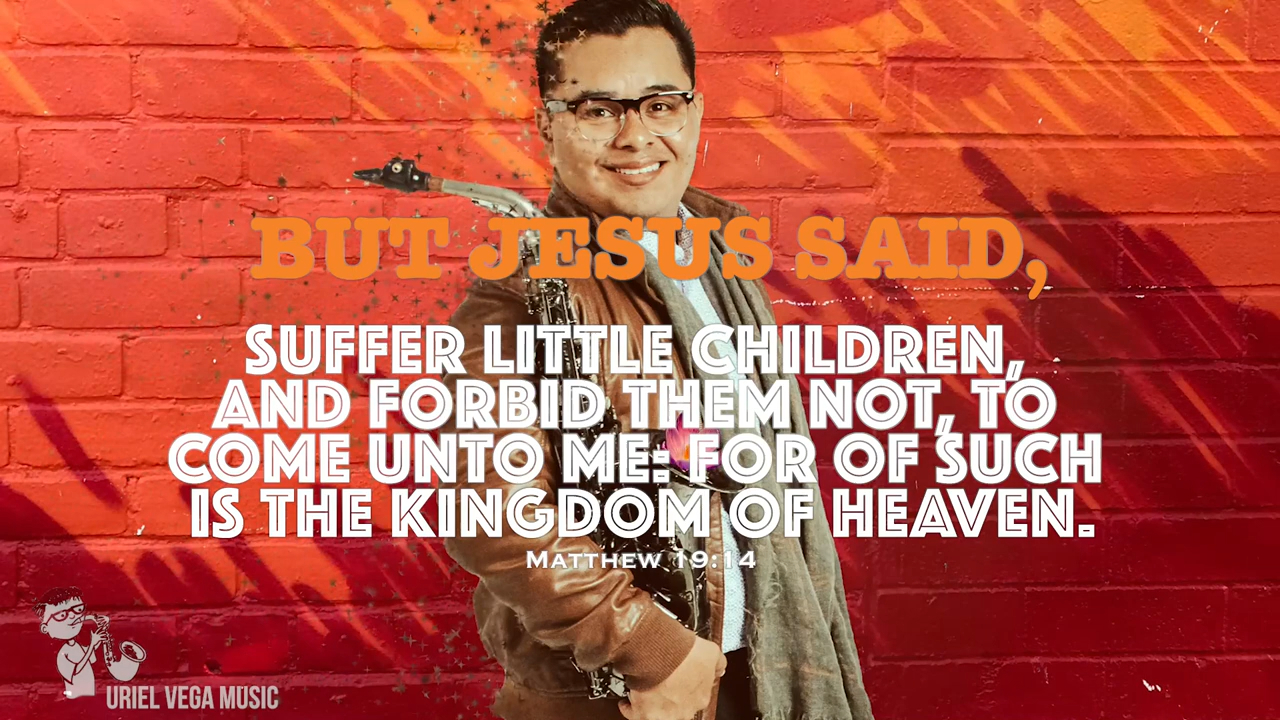 BUT JESUS SAID,
SUFFER LITTLE CHILDREN,
AND FORBID THEM NOT, TO
COME UNTO ME: FOR OF SUCH
IS THE KINGDOM OF HEAVEN.
MATTHEW 19:14
URIEL VEGA MUSIC